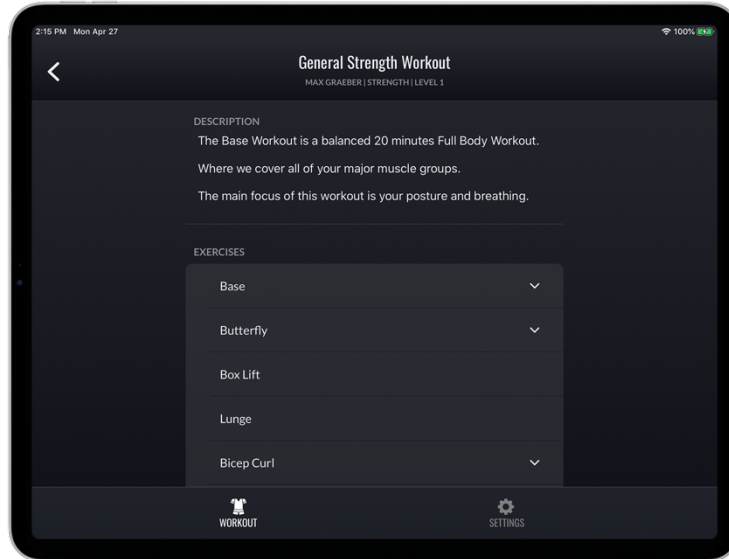 2:15 PM Mon Apr 27
100%
General Strength Workout
MAX GRAEBER | STRENGTH | LEVEL 1
DESCRIPTION
The Base Workout is a balanced 20 minutes Full Body Workout.
Where we cover all of your major muscle groups.
The main focus of this workout is your posture and breathing.
EXERCISES
Base
Butterfly
Box Lift
Lunge
Bicep Curl
WORKOUT
SETTINGS